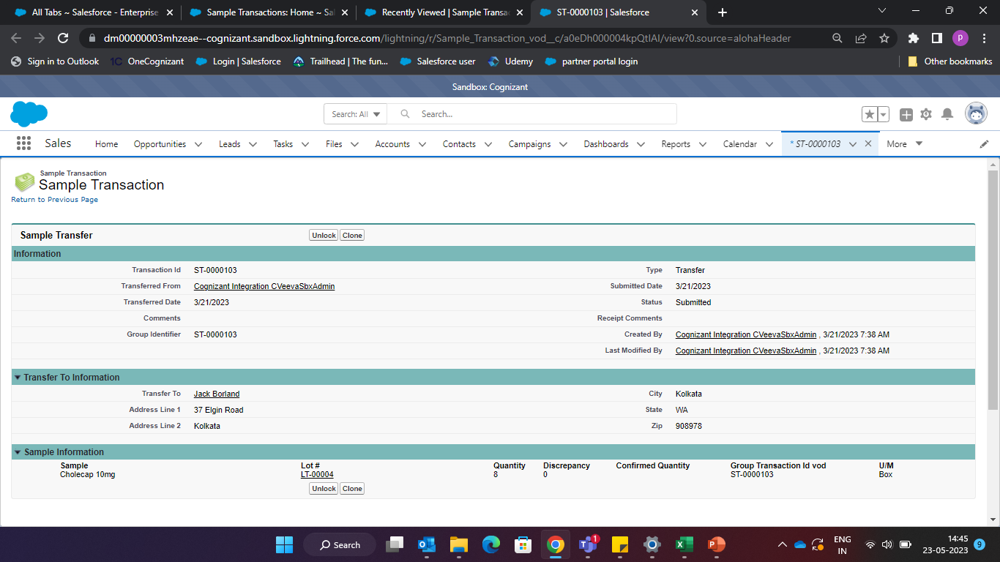 All Tabs ~ Salesforce - Enterprise
Sample Transactions: Home ~ Sal
Recently Viewed | Sample Transac
ST-0000103 | Salesforce
dm00000003mhzeae--cognizant.sandbox.lightning.force.com/lightning/r/Sample_Transaction_vod__c/a0eDh000004kpQtIAI/view?0.source=alohaHeader
p
Sign in to Outlook
1C OneCognizant
Login | Salesforce
Trailhead | The fun...
Salesforce user
Udemy
partner portal login
Other bookmarks
Sandbox: Cognizant
Search: All
Search...
Sales
Home
Opportunities
Leads
Tasks
Files
Accounts
Contacts
Campaigns
Dashboards
Reports
Calendar
* ST-0000103
More
Sample Transaction
Sample Transaction
Return to Previous Page
Sample Transfer
Unlock Clone
Information
Transaction Id ST-0000103 Type Transfer
Transferred From Cognizant Integration CVeevaSbxAdmin Submitted Date 3/21/2023
Transferred Date 3/21/2023 Status Submitted
Comments Receipt Comments
Group Identifier ST-0000103 Created By Cognizant Integration CVeevaSbxAdmin , 3/21/2023 7:38 AM
Last Modified By Cognizant Integration CVeevaSbxAdmin , 3/21/2023 7:38 AM
Transfer To Information
Transfer To Jack Borland City Kolkata
Address Line 1 37 Elgin Road State WA
Address Line 2 Kolkata Zip 908978
Sample Information
Sample Lot # Quantity Discrepancy Confirmed Quantity Group Transaction Id vod U/M
Cholecap 10mg LT-00004 8 0 ST-0000103 Box
Unlock Clone
Search
1
ENG
IN
14:45
23-05-2023
9